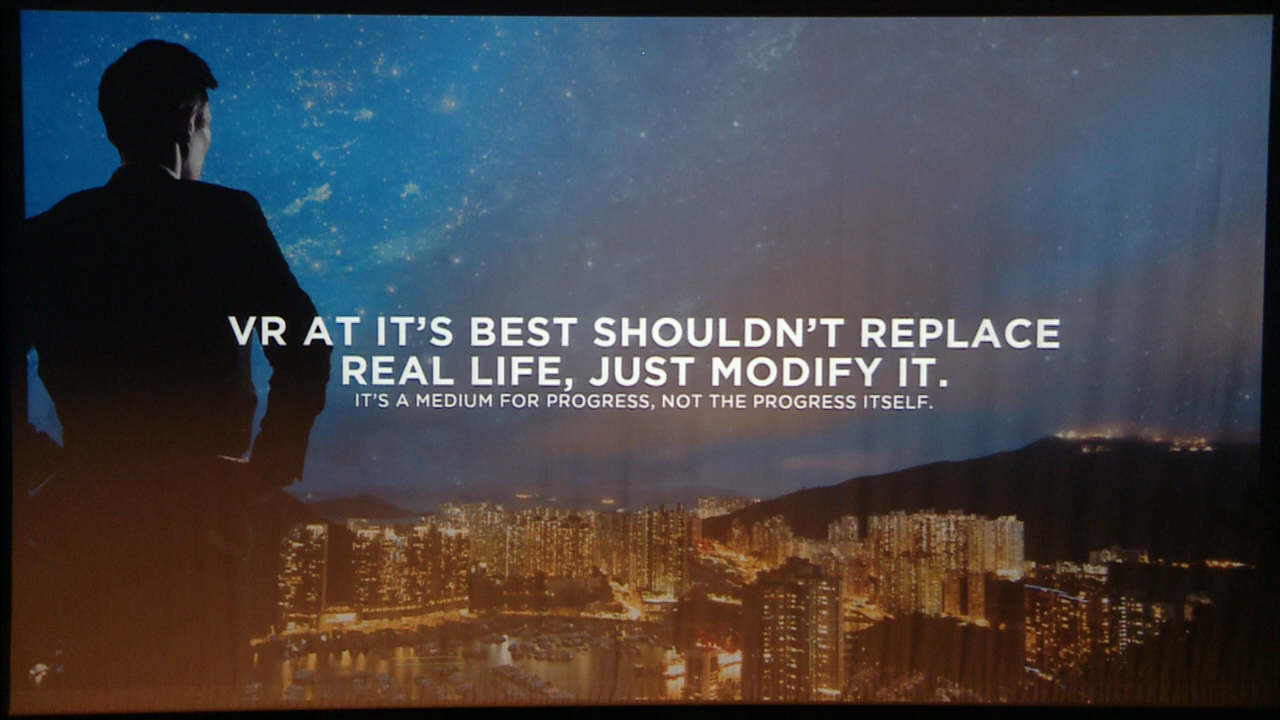 VR AT IT'S BEST SHOULDN'T REPLACE
REAL LIFE, JUST MODIFY IT.
IT'S A MEDIUM FOR PROGRESS, NOT THE PROGRESS ITSELF.